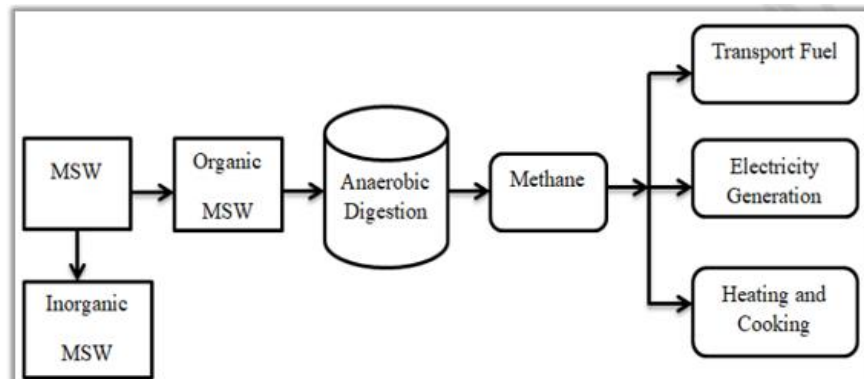 MSW
Organic
MSW
Inorganic
MSW
Anaerobic
Digestion
Methane
Transport Fuel
Electricity
Generation
Heating and
Cooking